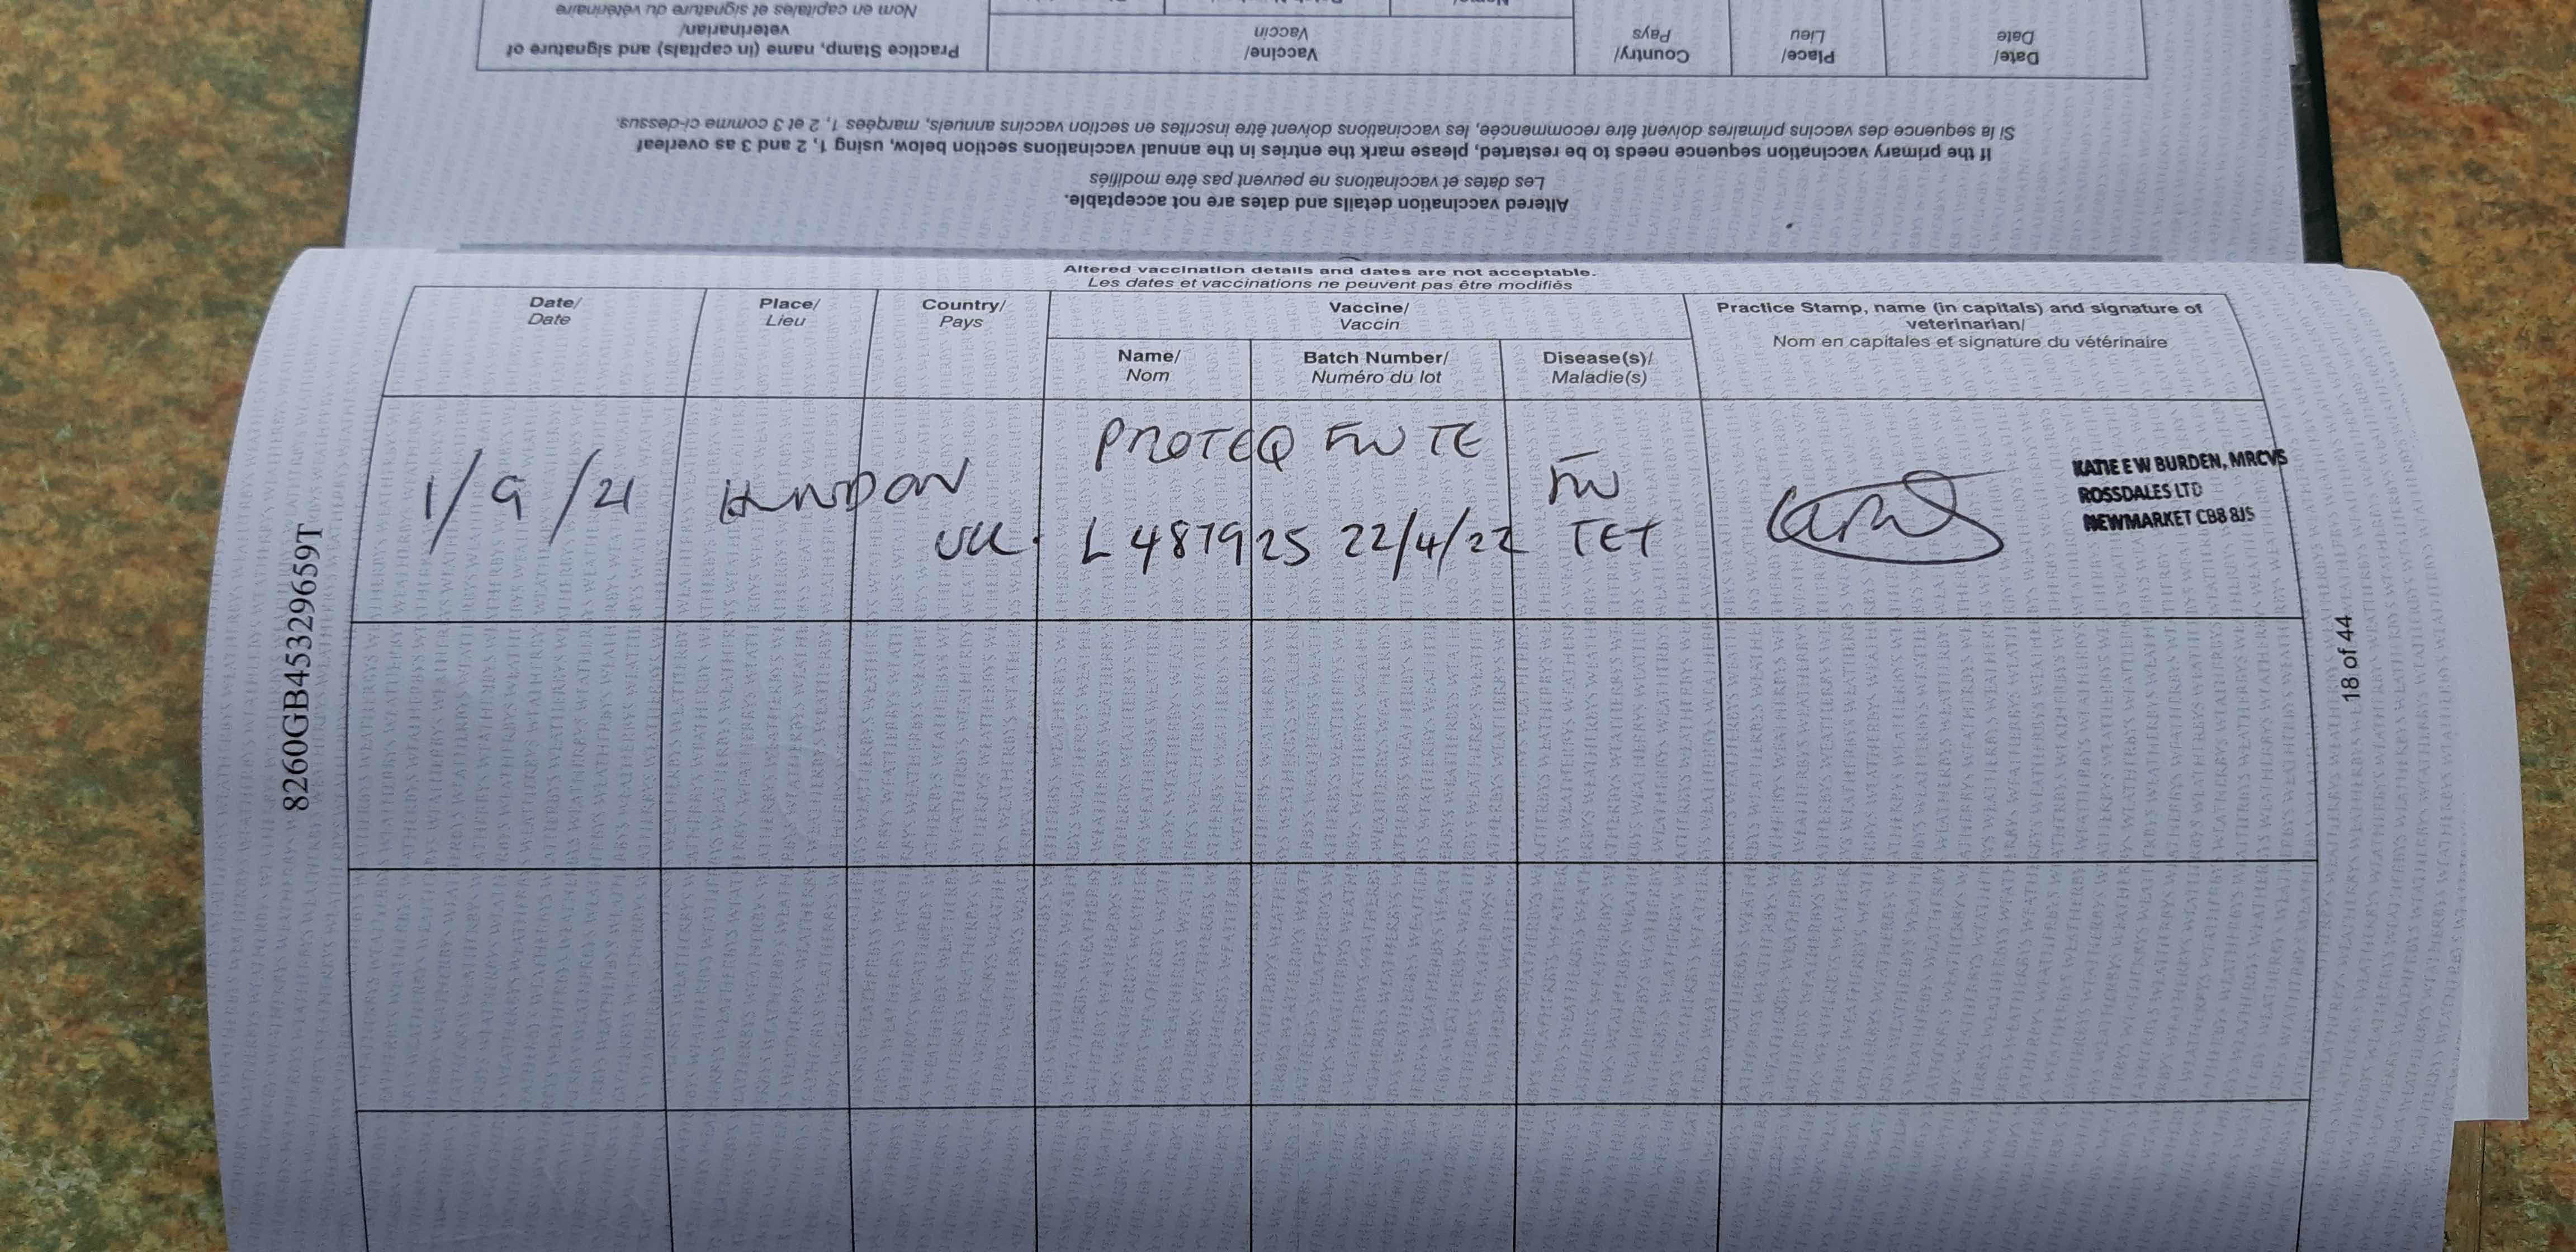 Nom en capitales et signature du vétérinaire
veterinarian/
Practice Stamp, name (in capitals) and signature of
Vaccin
Vaccine/
Pays
Country/
Lieu
Place/
Date
Date/
Si la séquence des vaccins primaires doivent être recommencée, les vaccinations doivent être inscrites en section vaccins annuels, marqées 1, 2 et 3 comme ci-dessus.
If the primary vaccination sequence needs to be restarted, please mark the entries in the annual vaccinations section below, using 1, 2 and 3 as overleaf
Les dates et vaccinations ne peuvent pas être modifiés
Altered vaccination details and dates are not acceptable.
Altered vaccination details and dates are not acceptable.
Les dates et vaccinations ne peuvent pas être modifiés
Date/
Date
Place/
Lieu
Country/
Pays
Vaccine/
Vaccin
Name/
Nom
Batch Number/
Numéro du lot
Disease(s)/
Maladie(s)
Practice Stamp, name (in capitals) and signature of
veterinarian/
Nom en capitales et signature du vétérinaire
1/9/21
UK.
PROTEQ FLU TE
L487925 22/4/22
FLU
TET
KATIE E W BURDEN, MRCVS
ROSSDALES LTD
NEWMARKET CB8 8JS
8260GB45329659T
18 of 44